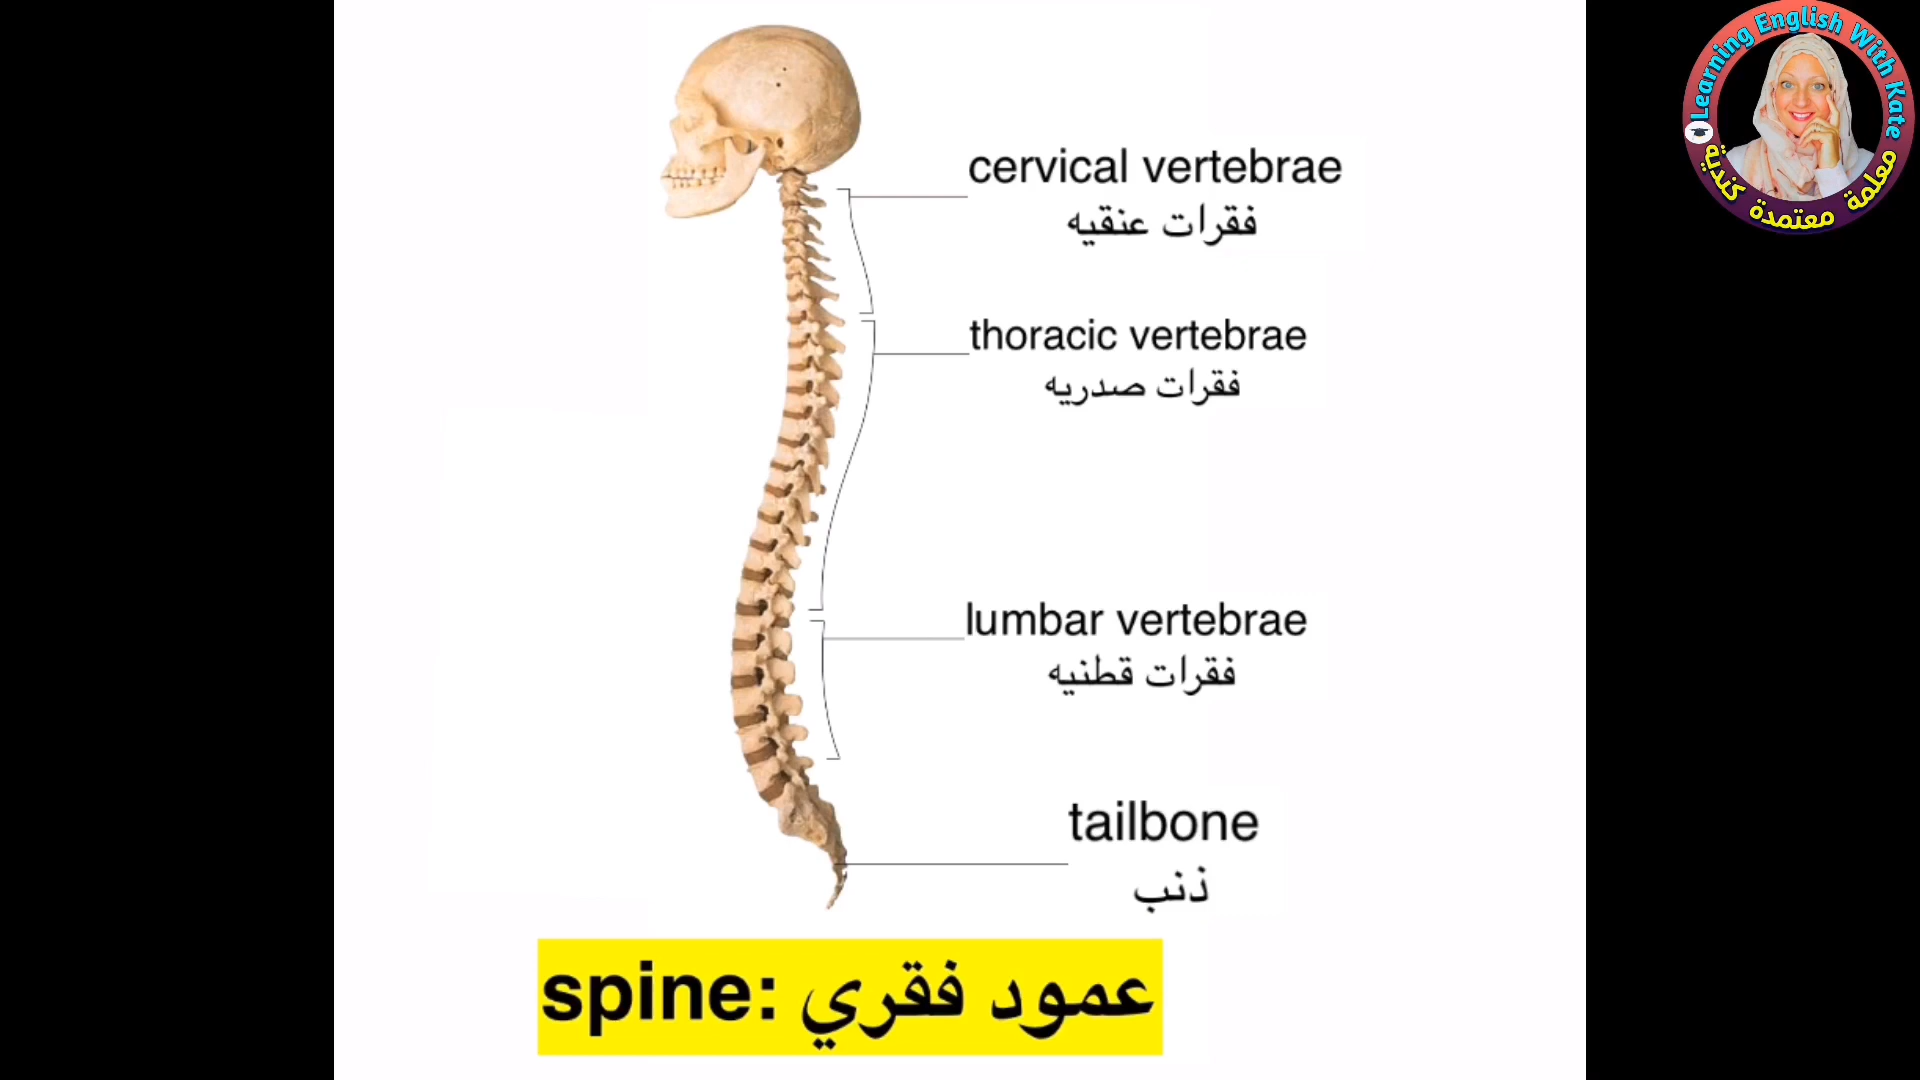 Learning English With Kate
معلمة معتمدة كندية
cervical vertebrae
فقرات عنقيه
thoracic vertebrae
فقرات صدريه
lumbar vertebrae
فقرات قطنيه
tailbone
ذنب
spine: عمود فقري